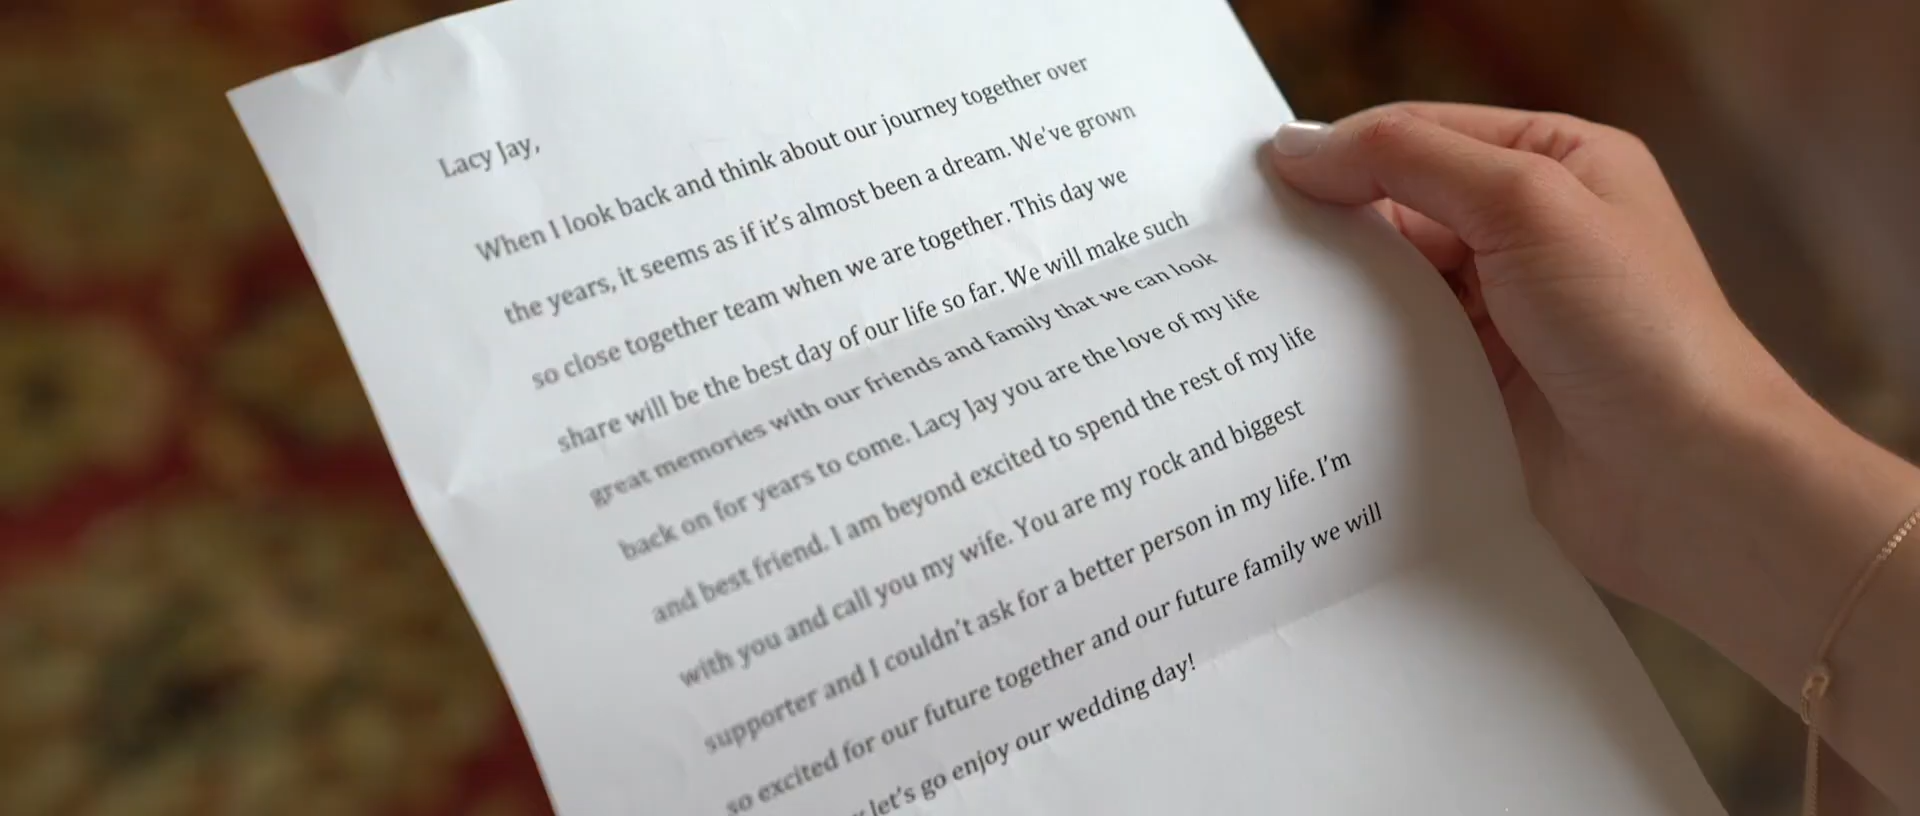 Lacy Jay,
When I look back and think about our journey together over
the years, it seems as if it's almost been a dream. We've grown
so close together team when we are together. This day we
share will be the best day of our life so far. We will make such
great memories with our friends and family that we can look
back on for years to come. Lacy Jay you are the love of my life
and best friend. I am beyond excited to spend the rest of my life
with you and call you my wife. You are my rock and biggest
supporter and I couldn't ask for a better person in my life. I'm
so excited for our future together and our future family we will
let's go enjoy our wedding day!